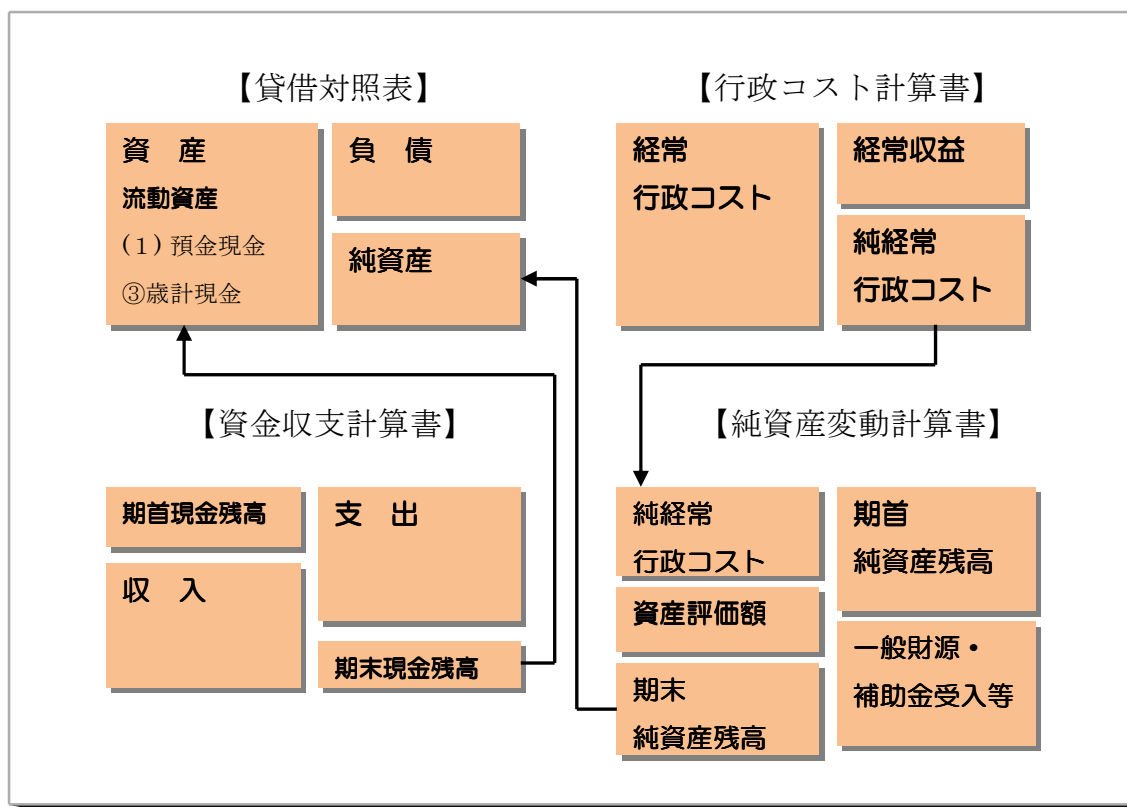 【貸借対照表】
資　産
流動資産
(１) 預金現金
③歳計現金
負　債
純資産
【行政コスト計算書】
経常
行政コスト
経常収益
純経常
行政コスト
【資金収支計算書】
期首現金残高
収　入
支　出
期末現金残高
【純資産変動計算書】
純経常
行政コスト
資産評価額
期末
純資産残高
期首
純資産残高
一般財源・
補助金受入等